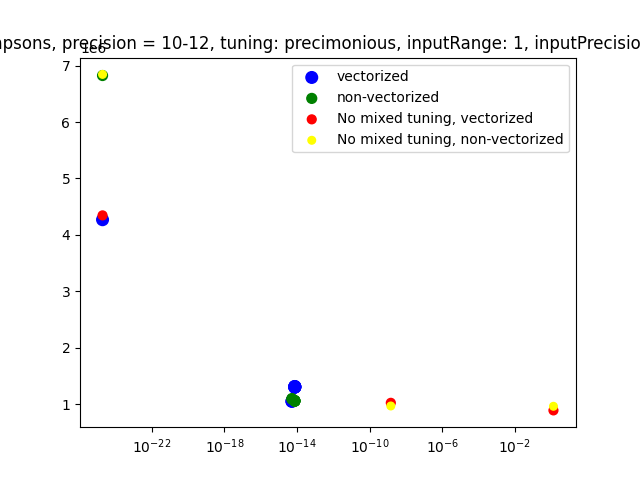 psons, precision = 10-12, tuning: precimonious, inputRange: 1, inputPrecisio
1e6
vectorized
non-vectorized
No mixed tuning, vectorized
No mixed tuning, non-vectorized
7
6
5
4
3
2
1
10⁻²² 10⁻¹⁸ 10⁻¹⁴ 10⁻¹⁰ 10⁻⁶ 10⁻²